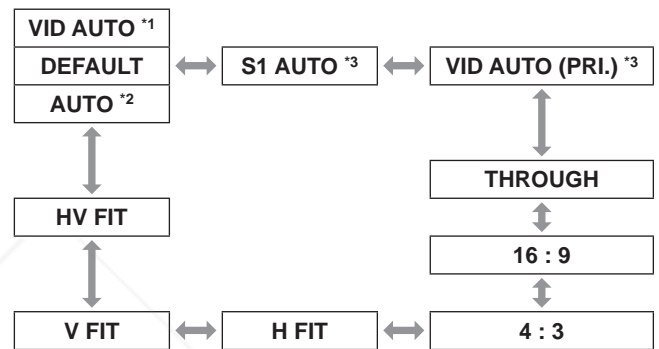 VID AUTO *1
DEFAULT
AUTO *2
S1 AUTO *3
VID AUTO (PRI.) *3
THROUGH
HV FIT
16 : 9
V FIT
H FIT
4 : 3